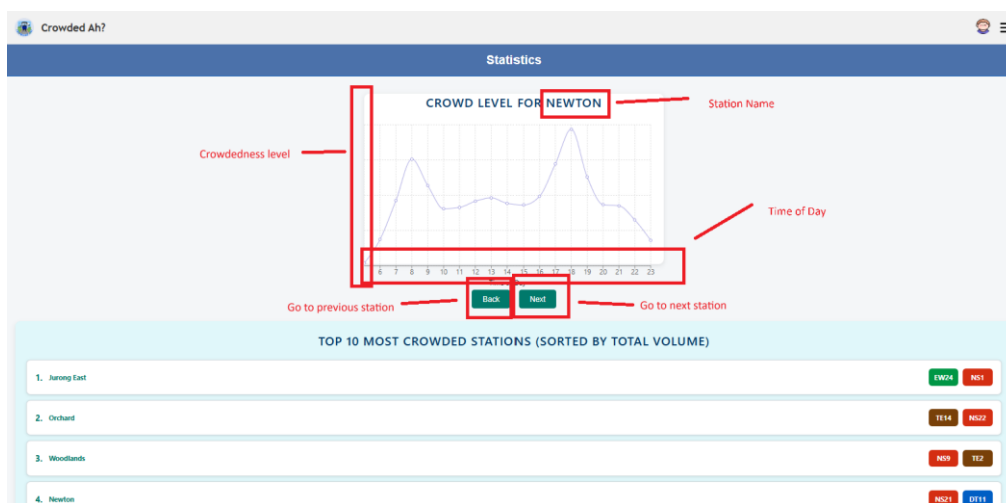 Crowded Ah?
Statistics
CROWD LEVEL FOR NEWTON
Station Name
Crowdedness level
Time of Day
6 7 8 9 10 11 12 13 14 15 16 17 18 19 20 21 22 23
Go to previous station
Back
Next
Go to next station
TOP 10 MOST CROWDED STATIONS (SORTED BY TOTAL VOLUME)
1. Jurong East EW24 NS1
2. Orchard TE14 NS22
3. Woodlands NS9 TE2
4. Newton NS21 DT11